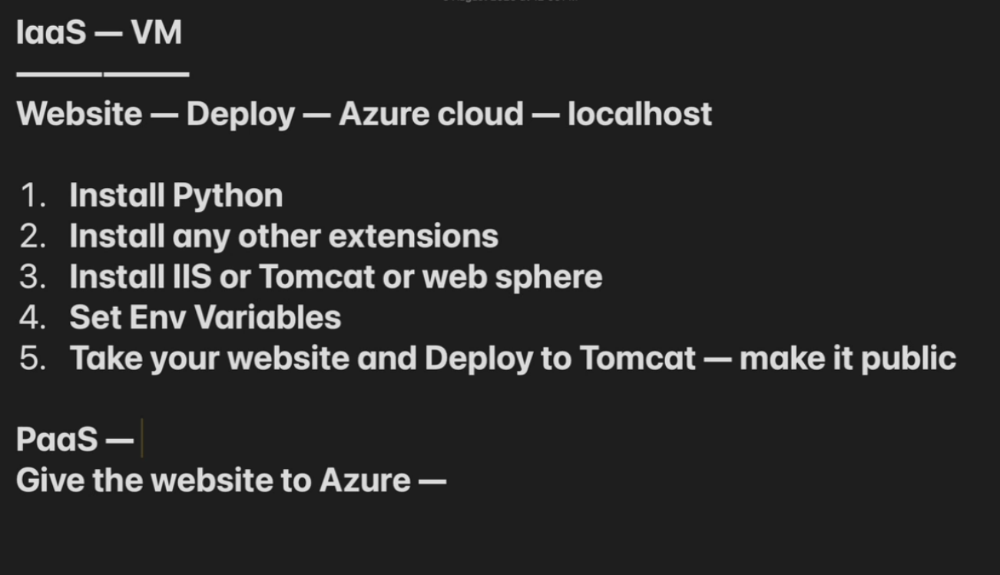 IaaS — VM
——————
Website — Deploy — Azure cloud — localhost
1. Install Python
2. Install any other extensions
3. Install IIS or Tomcat or web sphere
4. Set Env Variables
5. Take your website and Deploy to Tomcat — make it public
PaaS —
Give the website to Azure —